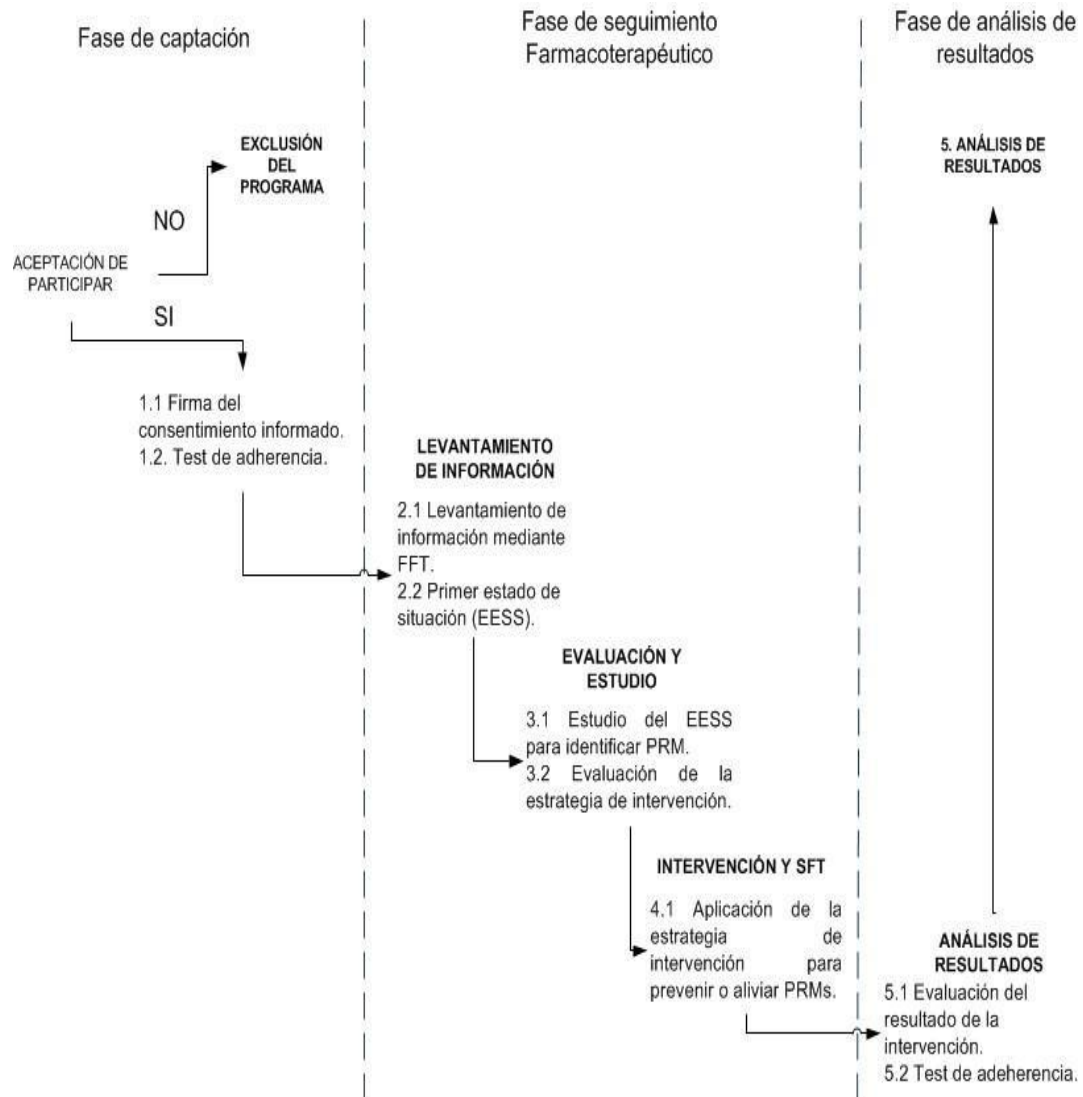 Fase de captación
Fase de seguimiento
Farmacoterapéutico
Fase de análisis de
resultados
EXCLUSIÓN
DEL
PROGRAMA
NO
ACEPTACIÓN DE
PARTICIPAR
SI
1.1 Firma del
consentimiento informado.
1.2. Test de adherencia.
LEVANTAMIENTO
DE INFORMACIÓN
2.1 Levantamiento de
información mediante
FFT.
2.2 Primer estado de
situación (EESS).
EVALUACIÓN Y
ESTUDIO
3.1 Estudio del EESS
para identificar PRM.
3.2 Evaluación de la
estrategia de intervención.
INTERVENCIÓN Y SFT
4.1 Aplicación de la
estrategia de
intervención para
prevenir o aliviar PRMs.
5. ANÁLISIS DE
RESULTADOS
ANÁLISIS DE
RESULTADOS
5.1 Evaluación del
resultado de la
intervención.
5.2 Test de adeherencia.